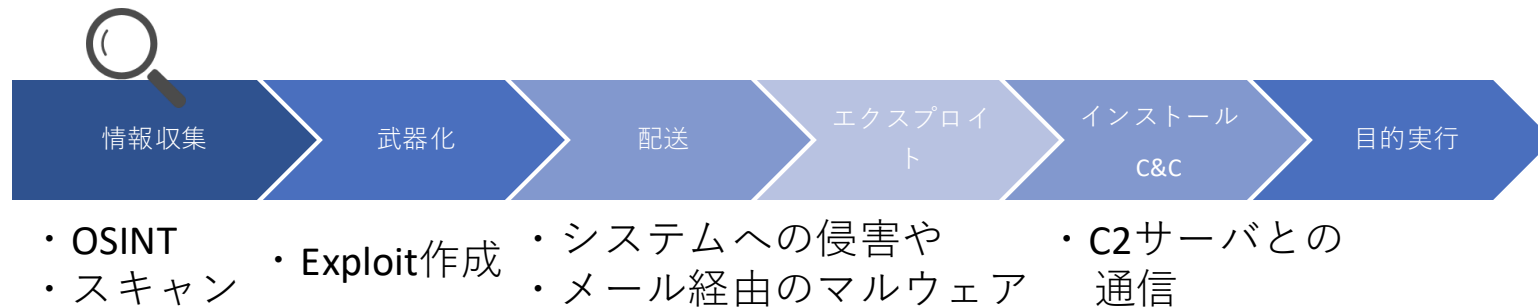 情報収集
武器化
配送
エクスプロイ
ト
インストール
C&C
目的実行
・OSINT
・スキャン
・Exploit作成
・システムへの侵害や
・メール経由のマルウェア
・C2サーバとの
通信